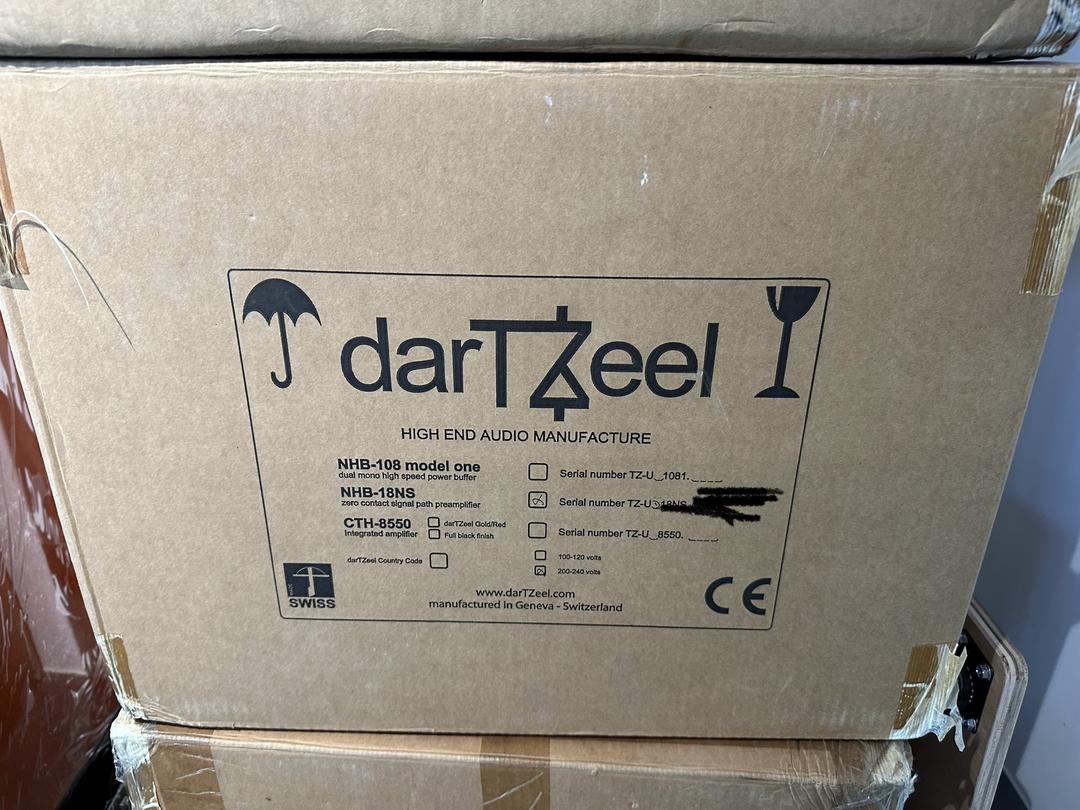 darTZeel
HIGH END AUDIO MANUFACTURE
NHB-108 model one
dual mono high speed power buffer
Serial number TZ-U_1081.____
NHB-18NS
zero contact signal path preamplifier
Serial number TZ-U 18NS
CTH-8550
Integrated amplifier
darTZeel Gold/Red
Full black finish
Serial number TZ-U_8550.____
darTZeel Country Code
100-120 volts
200-240 volts
MADE
SWISS
www.darTZeel.com
manufactured in Geneva - Switzerland
CE